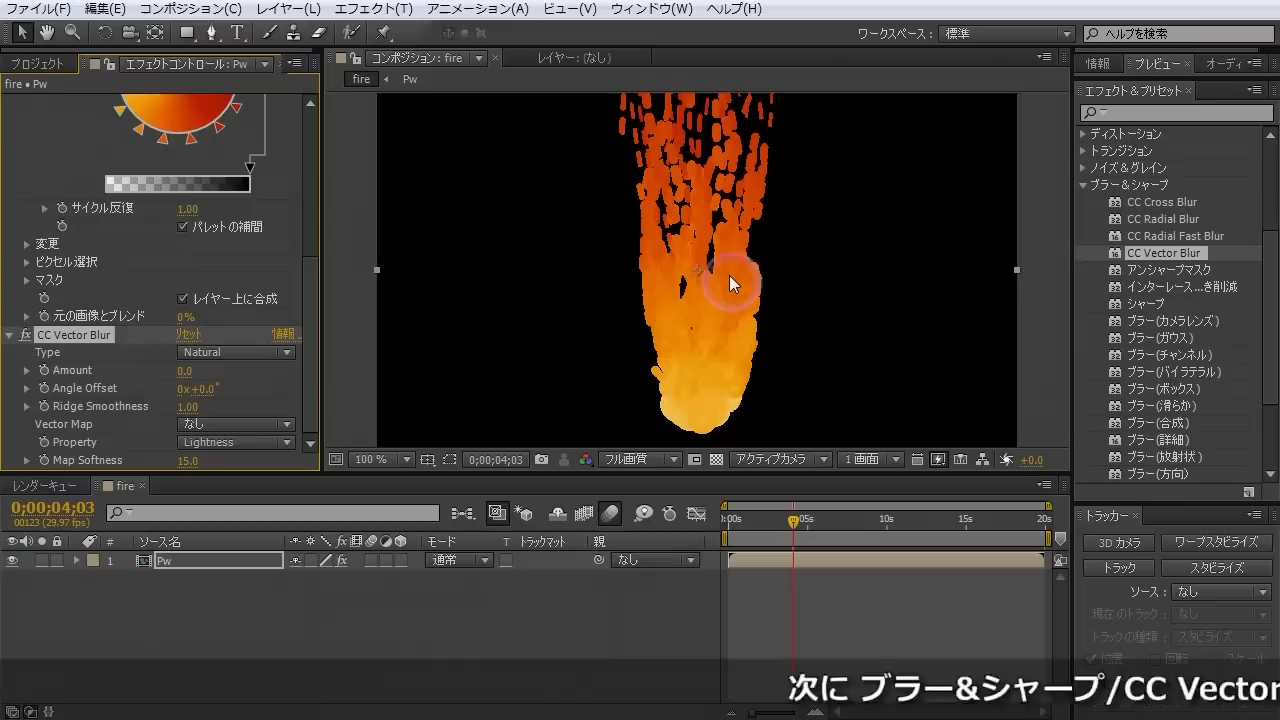 ファイル(F) 編集(E) コンポジション(C) レイヤー(L) エフェクト(T) アニメーション(A) ビュー(V) ウィンドウ(W) ヘルプ(H)
ワークスペース： 標準 ヘルプを検索
プロジェクト エフェクトコントロール：Pw
fire • Pw
サイクル反復 1.00
パレットの補間
変更
ピクセル選択
マスク
レイヤー上に合成
元の画像とブレンド 0%
fx CC Vector Blur リセット 情報..
Type Natural
Amount 0.0
Angle Offset 0x+0.0°
Ridge Smoothness 1.00
Vector Map なし
Property Lightness
Map Softness 15.0
コンポジション：fire レイヤー：(なし)
fire Pw
100 % 0;00;04;03 フル画質 アクティブカメラ 1 画面 +0.0
情報 プレビュー オーディ
エフェクト＆プリセット
ディストーション
トランジション
ノイズ＆グレイン
ブラー＆シャープ
CC Cross Blur
CC Radial Blur
CC Radial Fast Blur
CC Vector Blur
アンシャープマスク
インターレース...き削減
シャープ
ブラー(カメラレンズ)
ブラー(ガウス)
ブラー(チャンネル)
ブラー(バイラテラル)
ブラー(ボックス)
ブラー(滑らか)
ブラー(合成)
ブラー(詳細)
ブラー(放射状)
ブラー(方向)
レンダーキュー fire
0;00;04;03
00123 (29.97 fps)
# ソース名 fx モード T トラックマット 親
1 Pw fx 通常 なし
):00s 05s 10s 15s 20s
トラッカー
3D カメラ ワープスタビライズ
トラック スタビライズ
ソース： なし
現在のトラック： なし
トラックの種類： スタビライズ
位置 回転 スケール
次に ブラー&シャープ/CC Vector